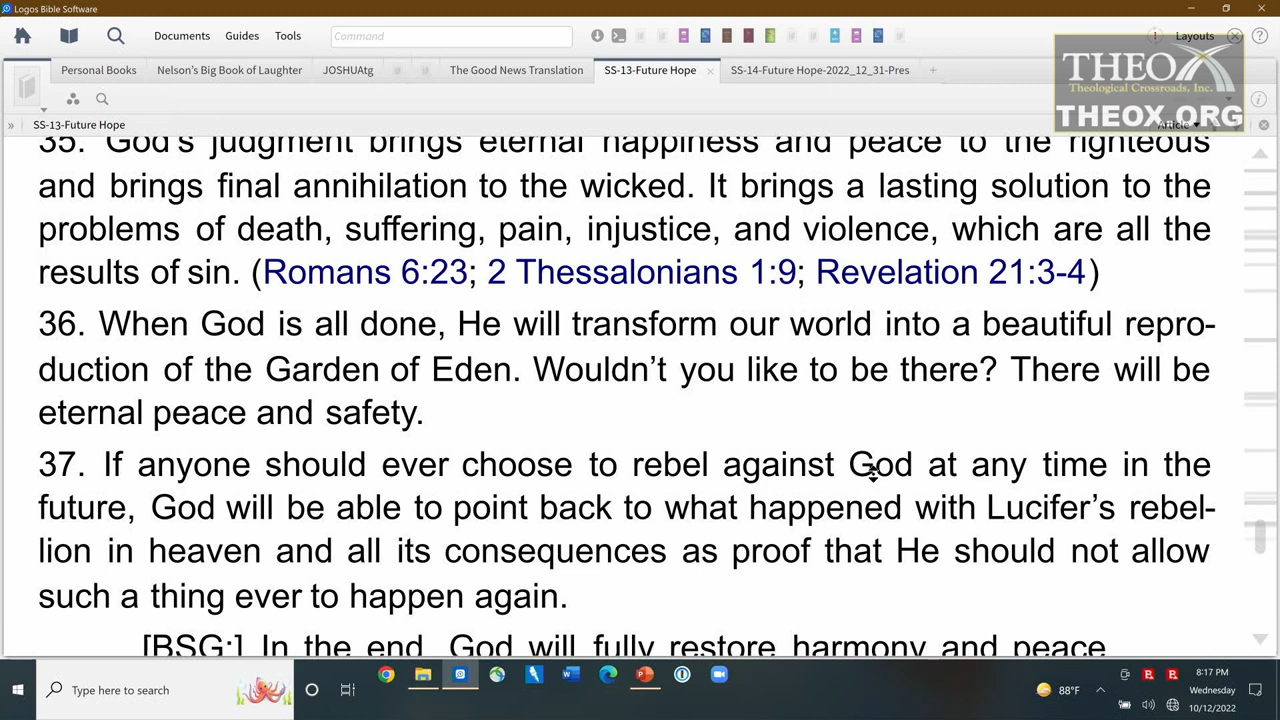 Logos Bible Software
Documents Guides Tools Command Layouts
THEOX
Theological Crossroads, Inc.
THEOX.ORG
Personal Books Nelson's Big Book of Laughter JOSHUAtg The Good News Translation SS-13-Future Hope SS-14-Future Hope-2022_12_31-Pres
SS-13-Future Hope Article
35. God's judgment brings eternal happiness and peace to the righteous
and brings final annihilation to the wicked. It brings a lasting solution to the
problems of death, suffering, pain, injustice, and violence, which are all the
results of sin. (Romans 6:23; 2 Thessalonians 1:9; Revelation 21:3-4)
36. When God is all done, He will transform our world into a beautiful repro-
duction of the Garden of Eden. Wouldn't you like to be there? There will be
eternal peace and safety.
37. If anyone should ever choose to rebel against God at any time in the
future, God will be able to point back to what happened with Lucifer's rebel-
lion in heaven and all its consequences as proof that He should not allow
such a thing ever to happen again.
[BSG:] In the end, God will fully restore harmony and peace
Type here to search
88°F
8:17 PM
Wednesday
10/12/2022